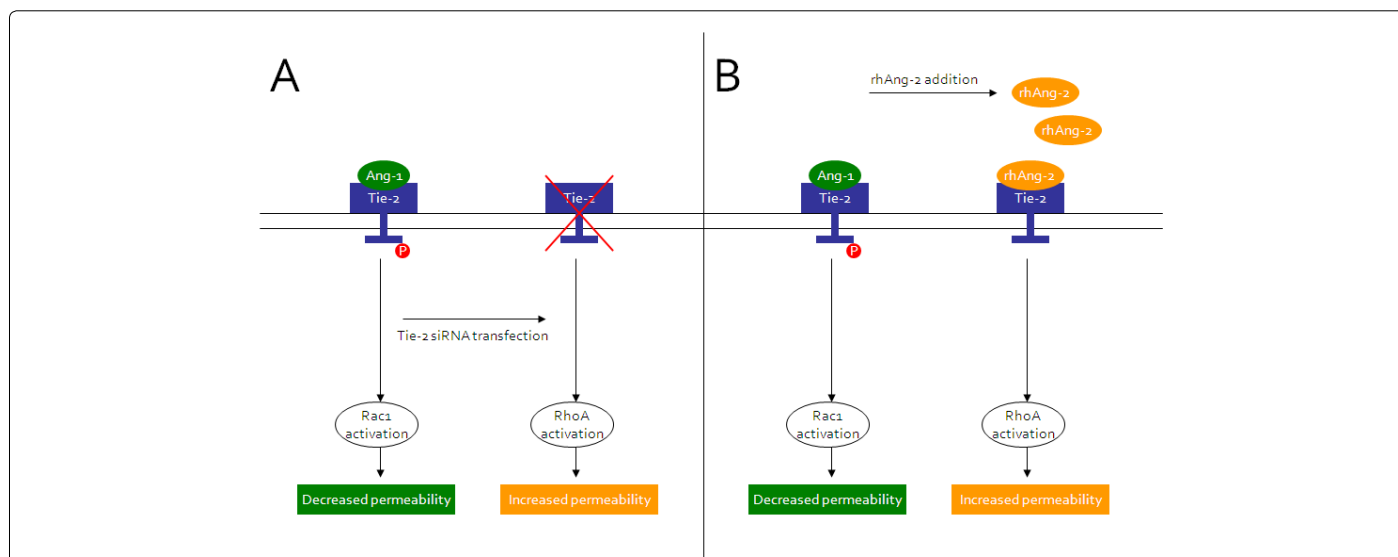 A
Ang-1
Tie-2
P
Tie-2
Tie-2 siRNA transfection
Rac1
activation
RhoA
activation
Decreased permeability
Increased permeability
B
rhAng-2 addition
rhAng-2
rhAng-2
Ang-1
Tie-2
P
rhAng-2
Tie-2
Rac1
activation
RhoA
activation
Decreased permeability
Increased permeability